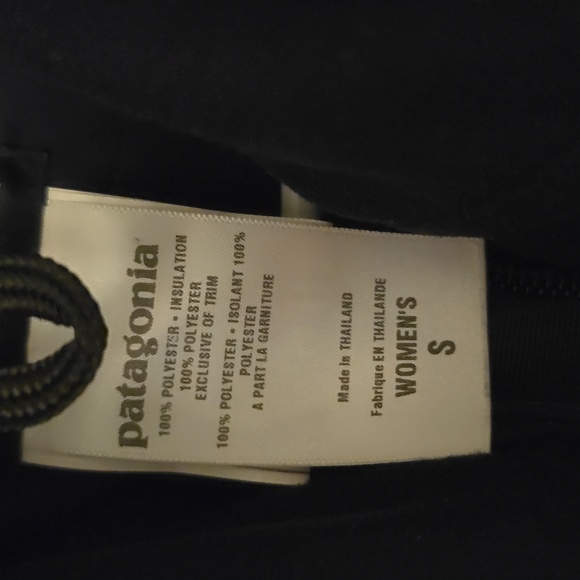 patagonia
100% POLYESTER • INSULATION
100% POLYESTER
EXCLUSIVE OF TRIM
100% POLYESTER • ISOLANT 100%
POLYESTER
A PART LA GARNITURE
Made in THAILAND
Fabriqué EN THAILANDE
WOMEN'S
S